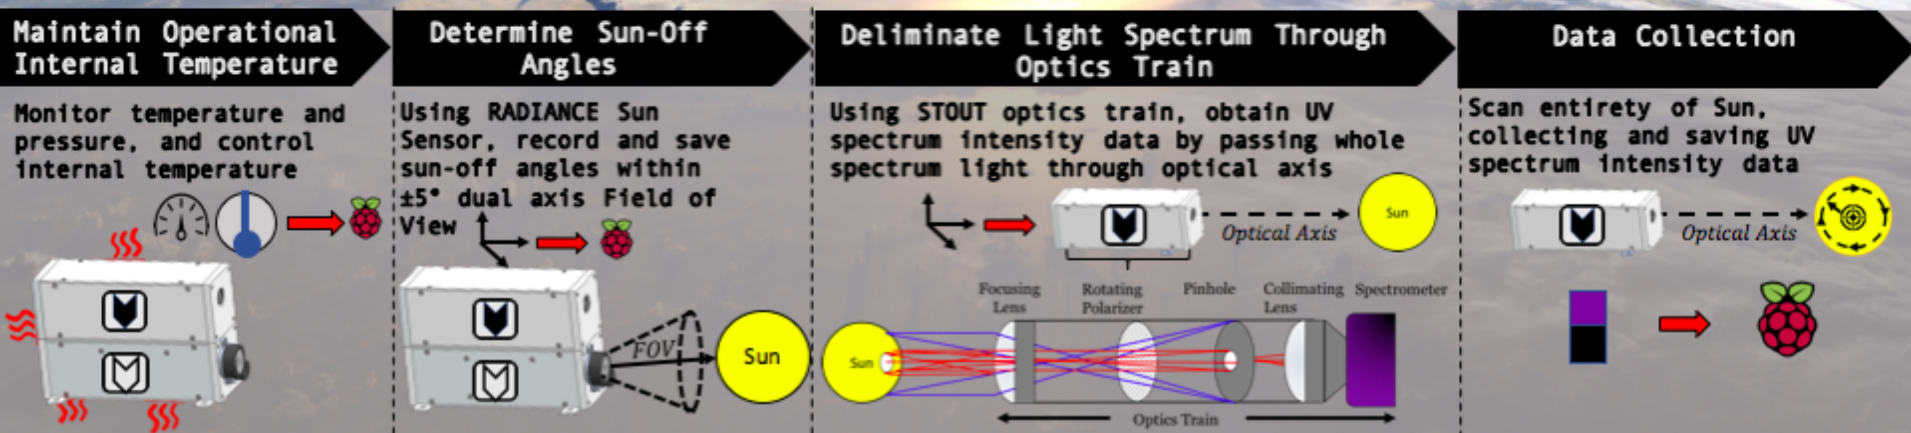 Maintain Operational
Internal Temperature
Monitor temperature and
pressure, and control
internal temperature
Determine Sun-Off
Angles
Using RADIANCE Sun
Sensor, record and save
sun-off angles within
±5° dual axis Field of
View
FOV
Sun
Deliminate Light Spectrum Through
Optics Train
Using STOUT optics train, obtain UV
spectrum intensity data by passing whole
spectrum light through optical axis
Optical Axis
Sun
Focusing
Lens
Rotating
Polarizer
Pinhole
Collimating
Lens
Spectrometer
Sun
Optics Train
Data Collection
Scan entirety of Sun,
collecting and saving UV
spectrum intensity data
Optical Axis